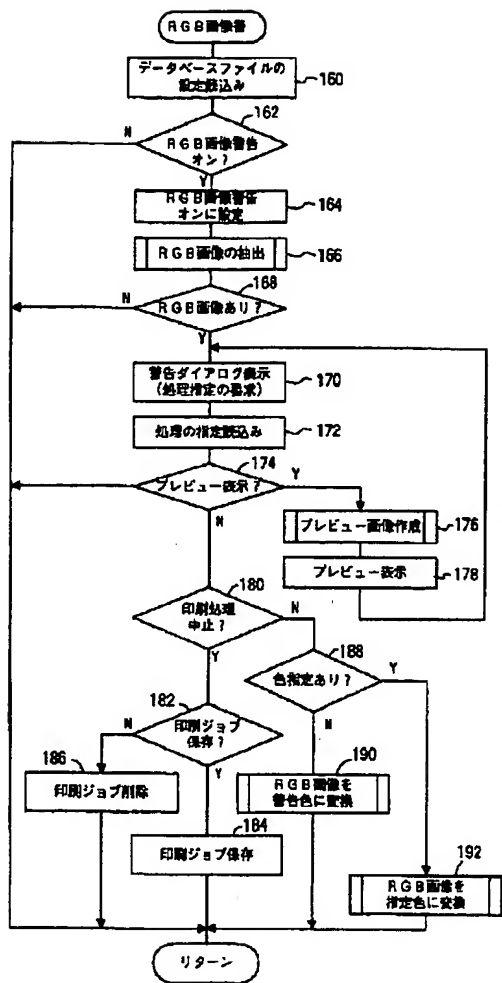 RGB画像警
データベースファイルの
設定読込み
160
162
N
RGB画像警告
オン?
Y
RGB画像警告
オンに設定
164
RGB画像の抽出
166
168
N
RGB画像あり?
Y
警告ダイアログ表示
(処理指定の要求)
170
処理の指定読込み
172
174
プレビュー表示?
Y
N
プレビュー画像作成
176
プレビュー表示
178
180
印刷処理
中止?
N
Y
188
色指定あり?
Y
N
182
N
印刷ジョブ
保存?
Y
186
印刷ジョブ削除
190
RGB画像を
警告色に変換
184
印刷ジョブ保存
192
RGB画像を
指定色に変換
リターン